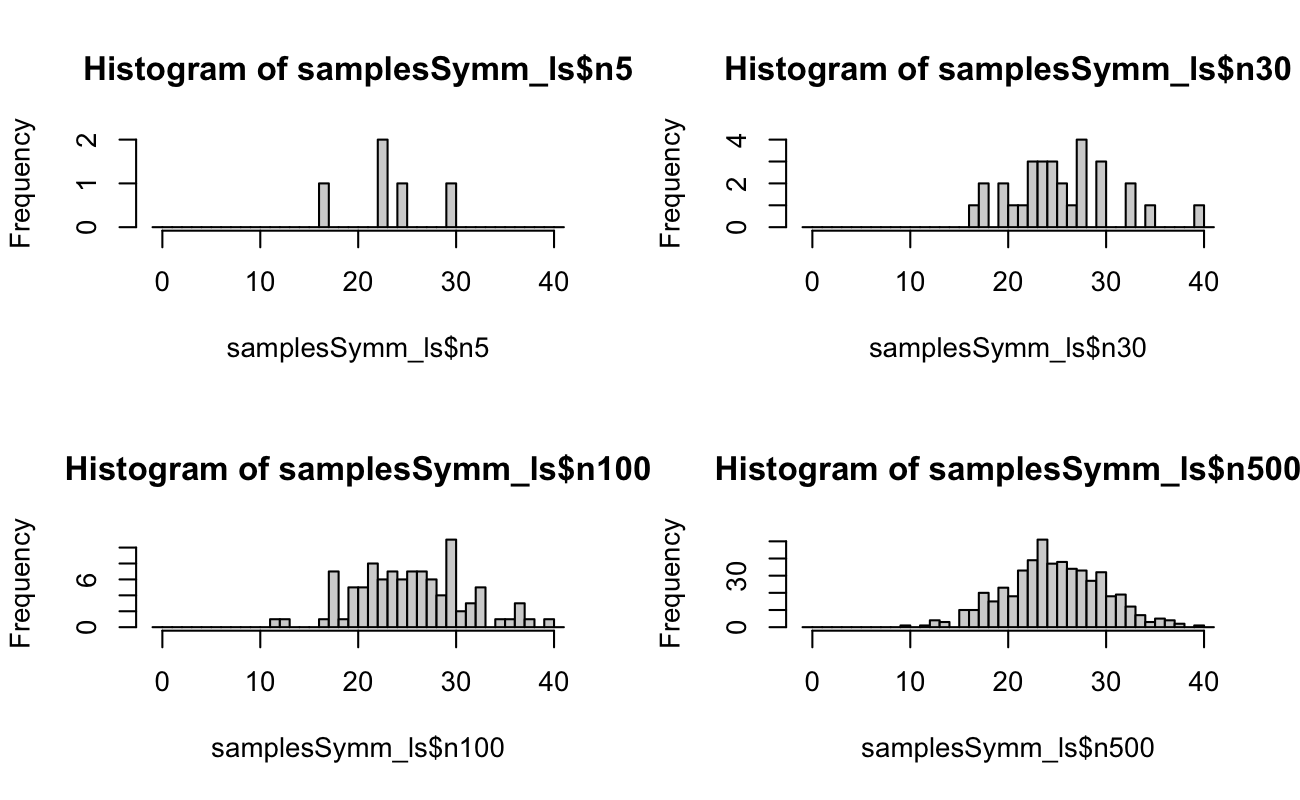 Histogram of samplesSymm_ls$n5
Frequency
2
1
0
0 10 20 30 40
samplesSymm_ls$n5
Histogram of samplesSymm_ls$n30
Frequency
4
2
0
0 10 20 30 40
samplesSymm_ls$n30
Histogram of samplesSymm_ls$n100
Frequency
6
0
0 10 20 30 40
samplesSymm_ls$n100
Histogram of samplesSymm_ls$n500
Frequency
30
0
0 10 20 30 40
samplesSymm_ls$n500